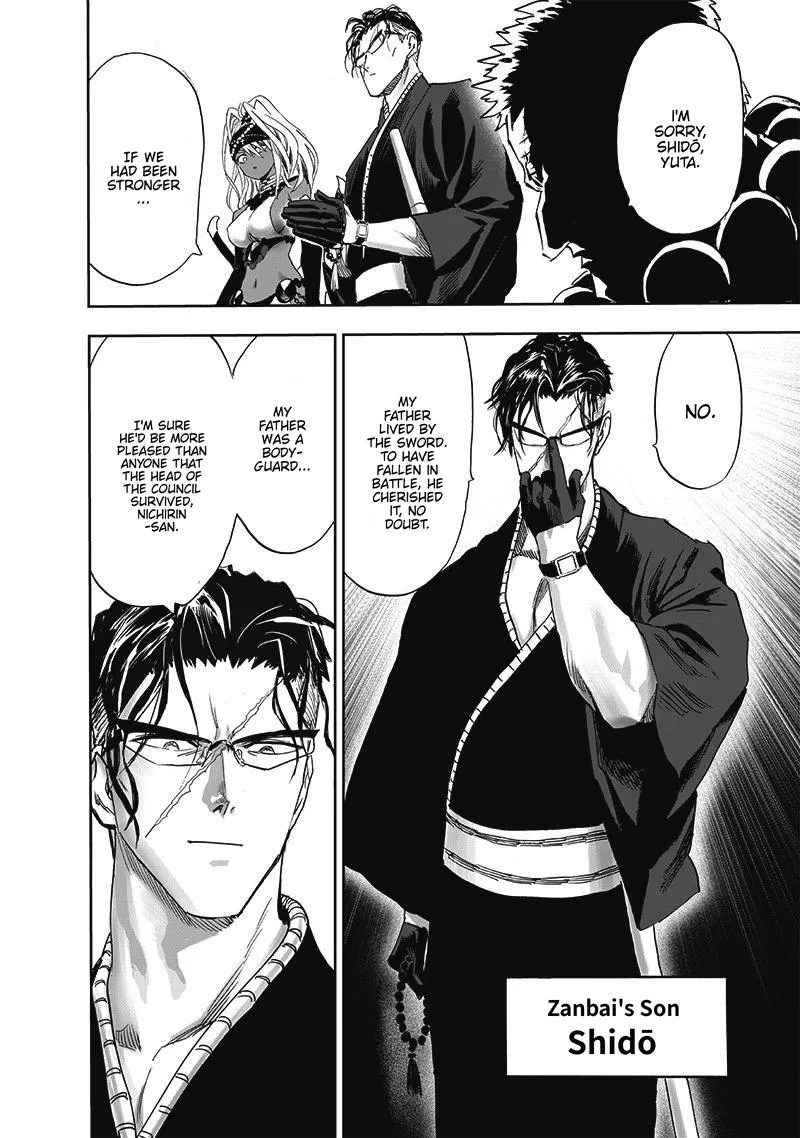 I'M
SORRY,
SHIDŌ,
YUTA.
IF WE
HAD BEEN
STRONGER
...
NO.
MY
FATHER
LIVED BY
THE SWORD.
TO HAVE
FALLEN IN
BATTLE, HE
CHERISHED
IT, NO
DOUBT.
MY
FATHER
WAS A
BODY-
GUARD...
I'M SURE
HE'D BE MORE
PLEASED THAN
ANYONE THAT
THE HEAD OF
THE COUNCIL
SURVIVED,
NICHIRIN
-SAN.
Zanbai's Son
Shidō